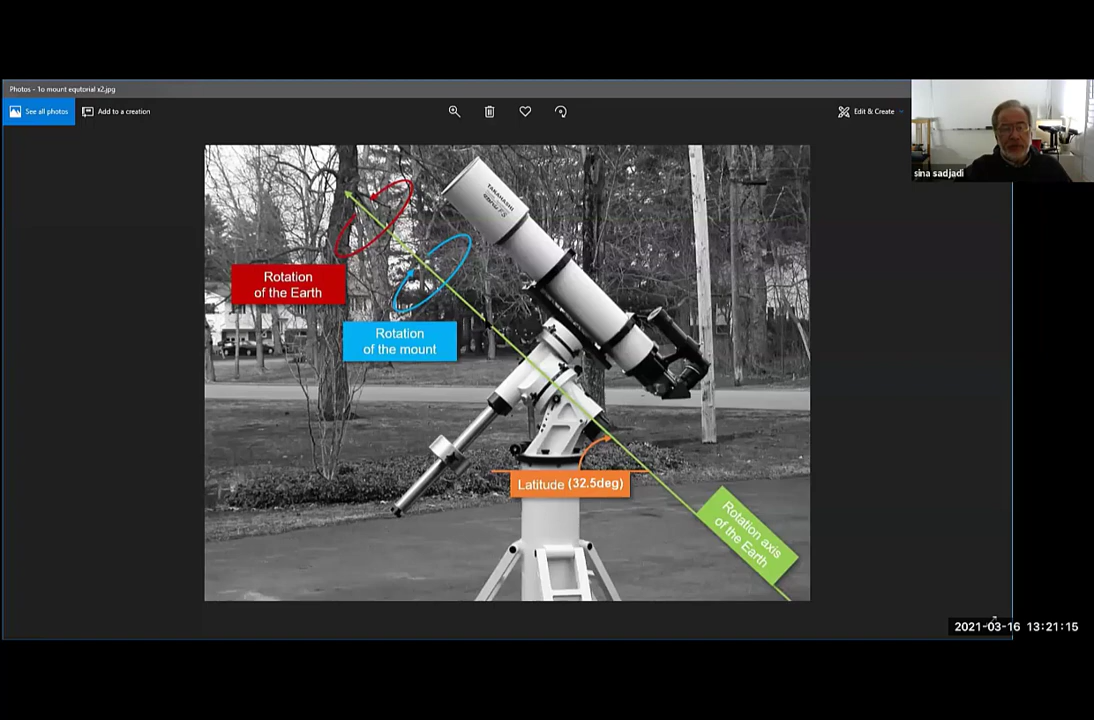 Photos - 1o mount equtorial x2.jpg
See all photos
Add to a creation
Edit & Create
sina sadjadi
TAKAHASHI
Rotation
of the Earth
Rotation
of the mount
Latitude (32.5deg)
Rotation axis
of the Earth
2021-03-16 13:21:15